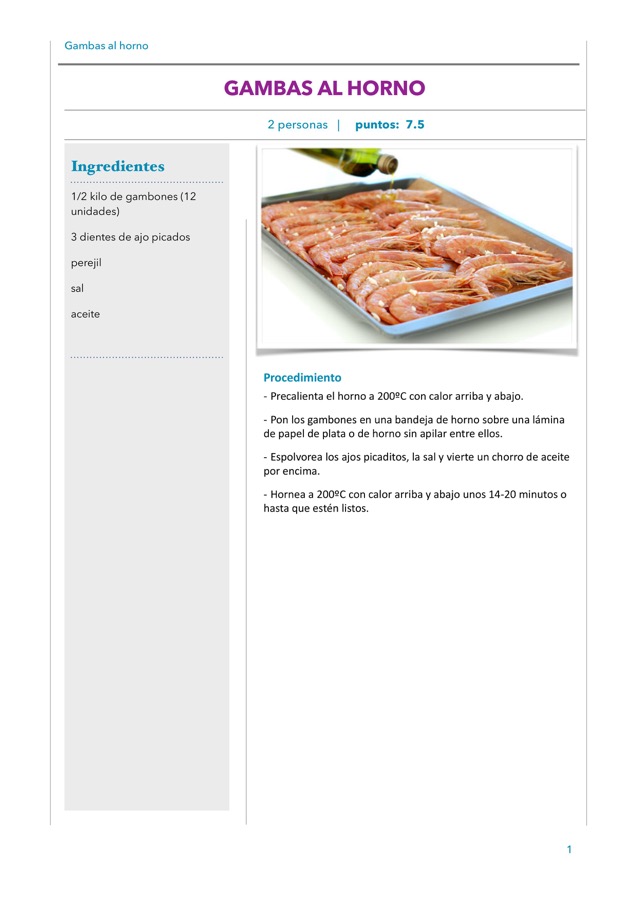 Gambas al horno
GAMBAS AL HORNO
2 personas | puntos: 7.5
Ingredientes
1/2 kilo de gambones (12
unidades)
3 dientes de ajo picados
perejil
sal
aceite
Procedimiento
- Precalienta el horno a 200ºC con calor arriba y abajo.
- Pon los gambones en una bandeja de horno sobre una lámina
de papel de plata o de horno sin apilar entre ellos.
- Espolvorea los ajos picaditos, la sal y vierte un chorro de aceite
por encima.
- Hornea a 200ºC con calor arriba y abajo unos 14-20 minutos o
hasta que estén listos.
1